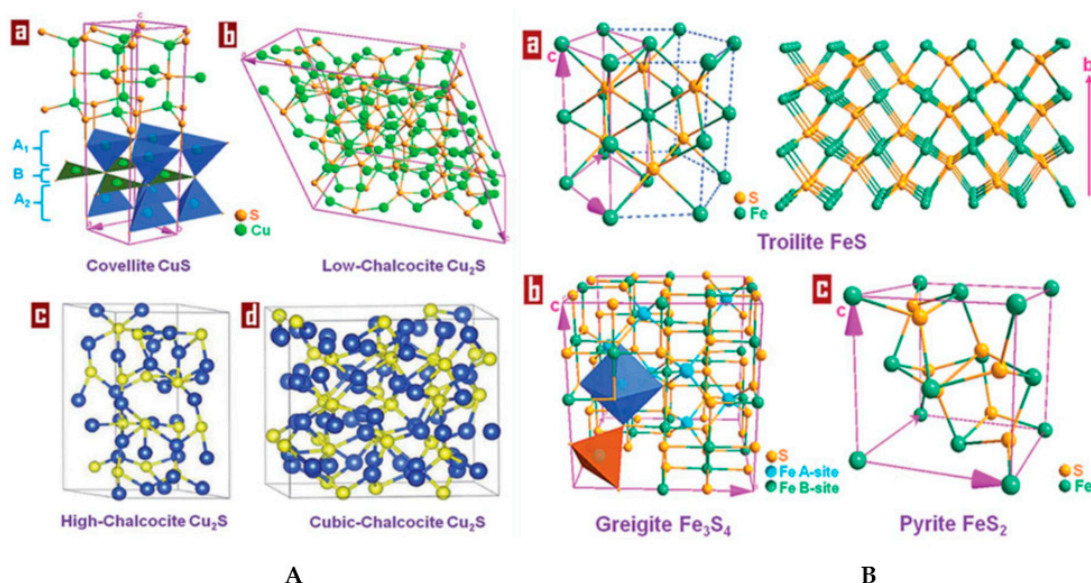 a
c
A₁
B
A₂
a
b
S
Cu
Covellite CuS
b
a
b
c
Low-Chalcocite Cu₂S
c
High-Chalcocite Cu₂S
d
Cubic-Chalcocite Cu₂S
A
a
c
b
S
Fe
Troilite FeS
b
c
S
Fe A-site
Fe B-site
Greigite Fe₃S₄
c
c
S
Fe
Pyrite FeS₂
B